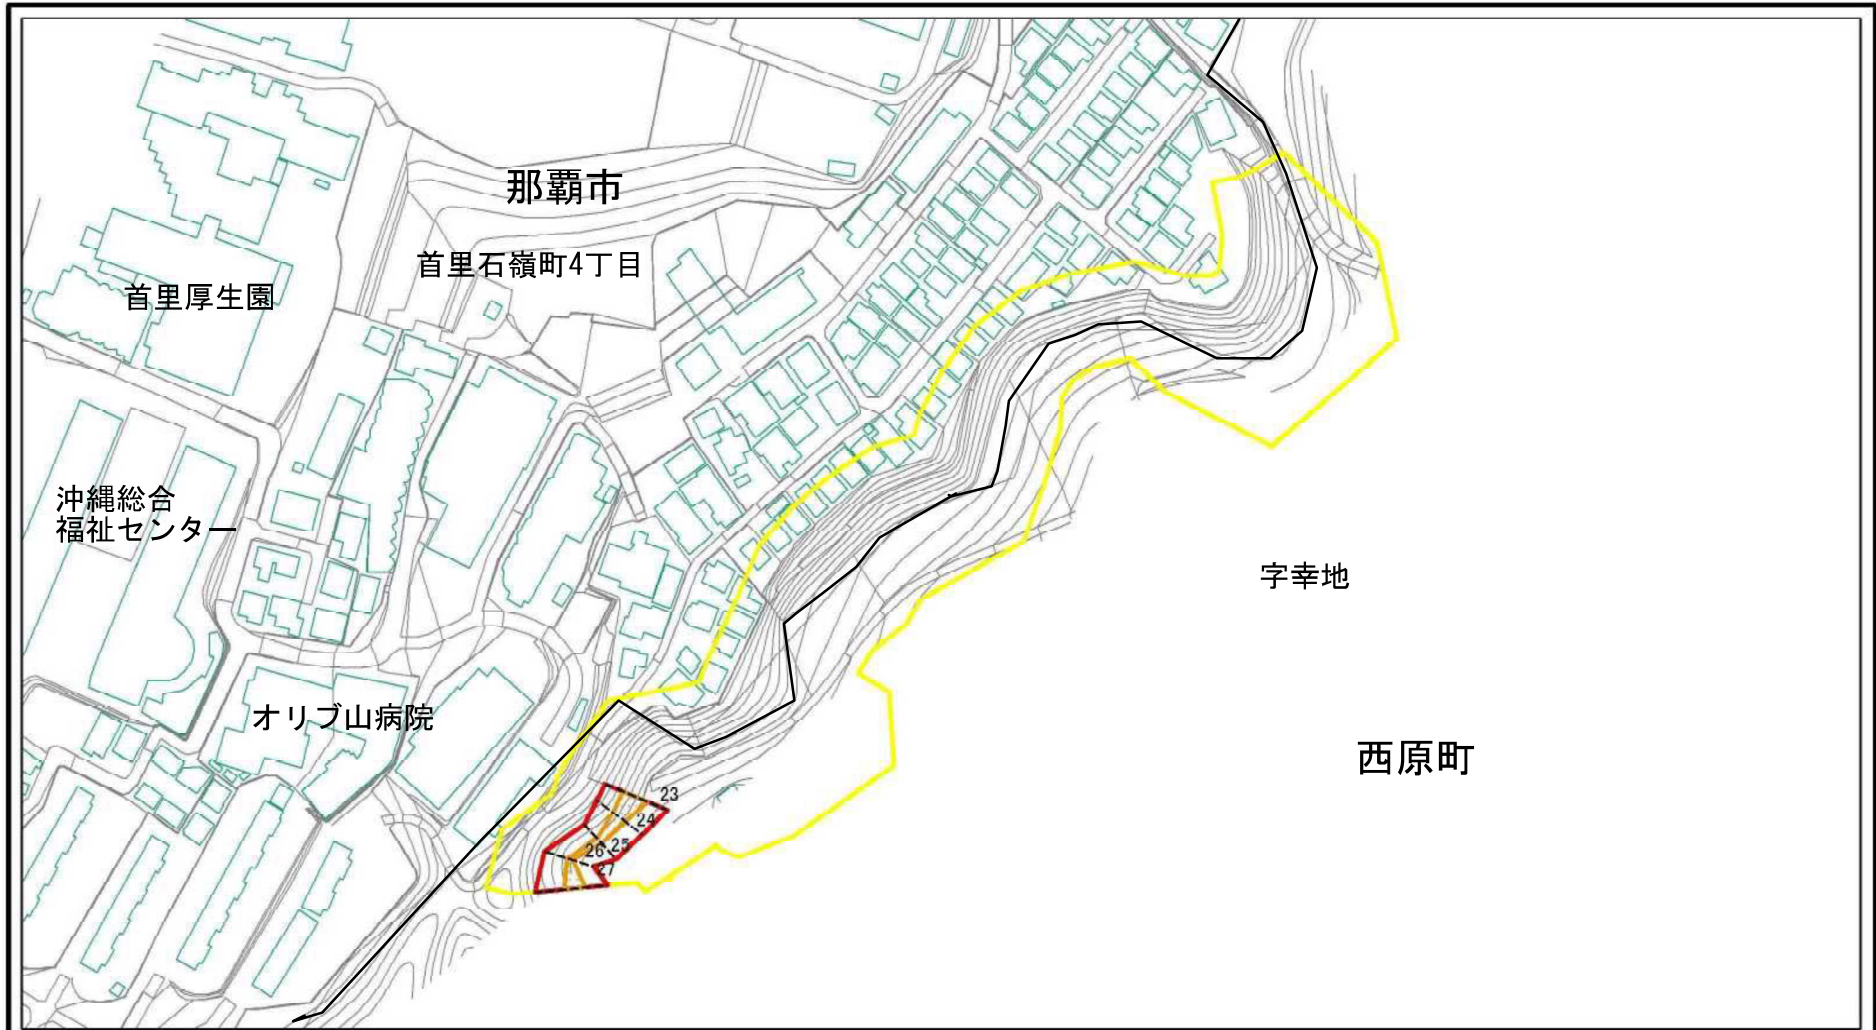 那覇市
首里石嶺町4丁目
首里厚生園
沖縄総合
福祉センター
字幸地
オリブ山病院
西原町
23
24
25
26
27